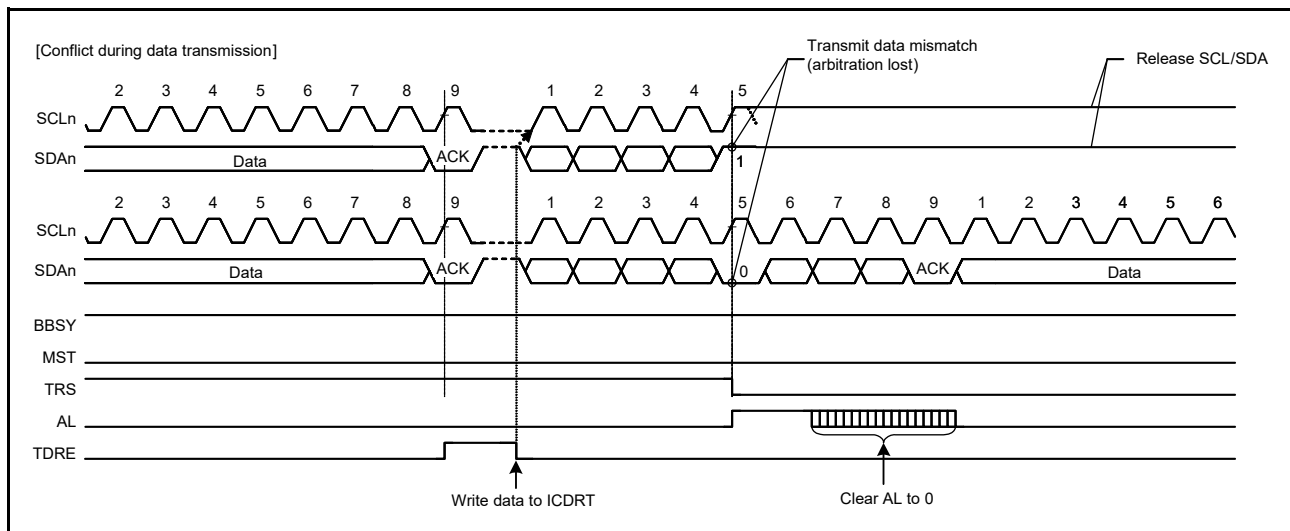 [Conflict during data transmission]
Transmit data mismatch
(arbitration lost)
Release SCL/SDA
2 3 4 5 6 7 8 9 1 2 3 4 5
SCLn
SDAn Data ACK 1
2 3 4 5 6 7 8 9 1 2 3 4 5 6 7 8 9 1 2 3 4 5 6
SCLn
SDAn Data ACK 0 ACK Data
BBSY
MST
TRS
AL
TDRE
Write data to ICDRT
Clear AL to 0